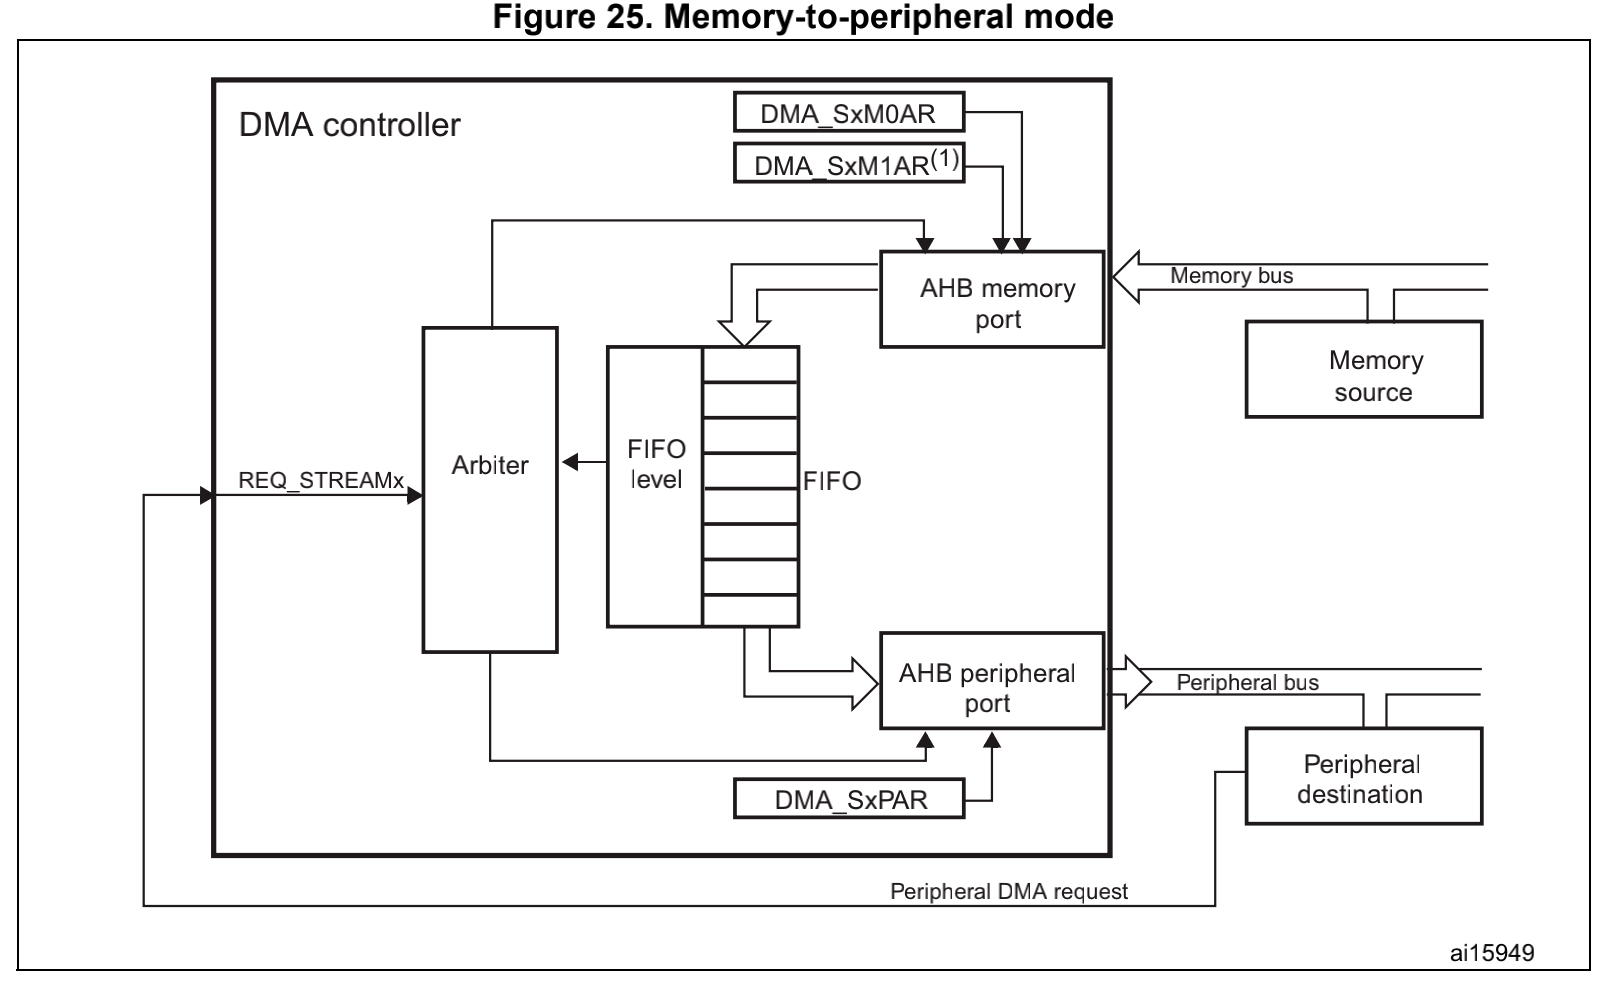 Figure 25. Memory-to-peripheral mode
DMA controller
DMA_SxM0AR
DMA_SxM1AR(1)
AHB memory
port
Memory bus
Memory
source
Arbiter
FIFO
level
FIFO
REQ_STREAMx
AHB peripheral
port
Peripheral bus
Peripheral
destination
DMA_SxPAR
Peripheral DMA request
ai15949